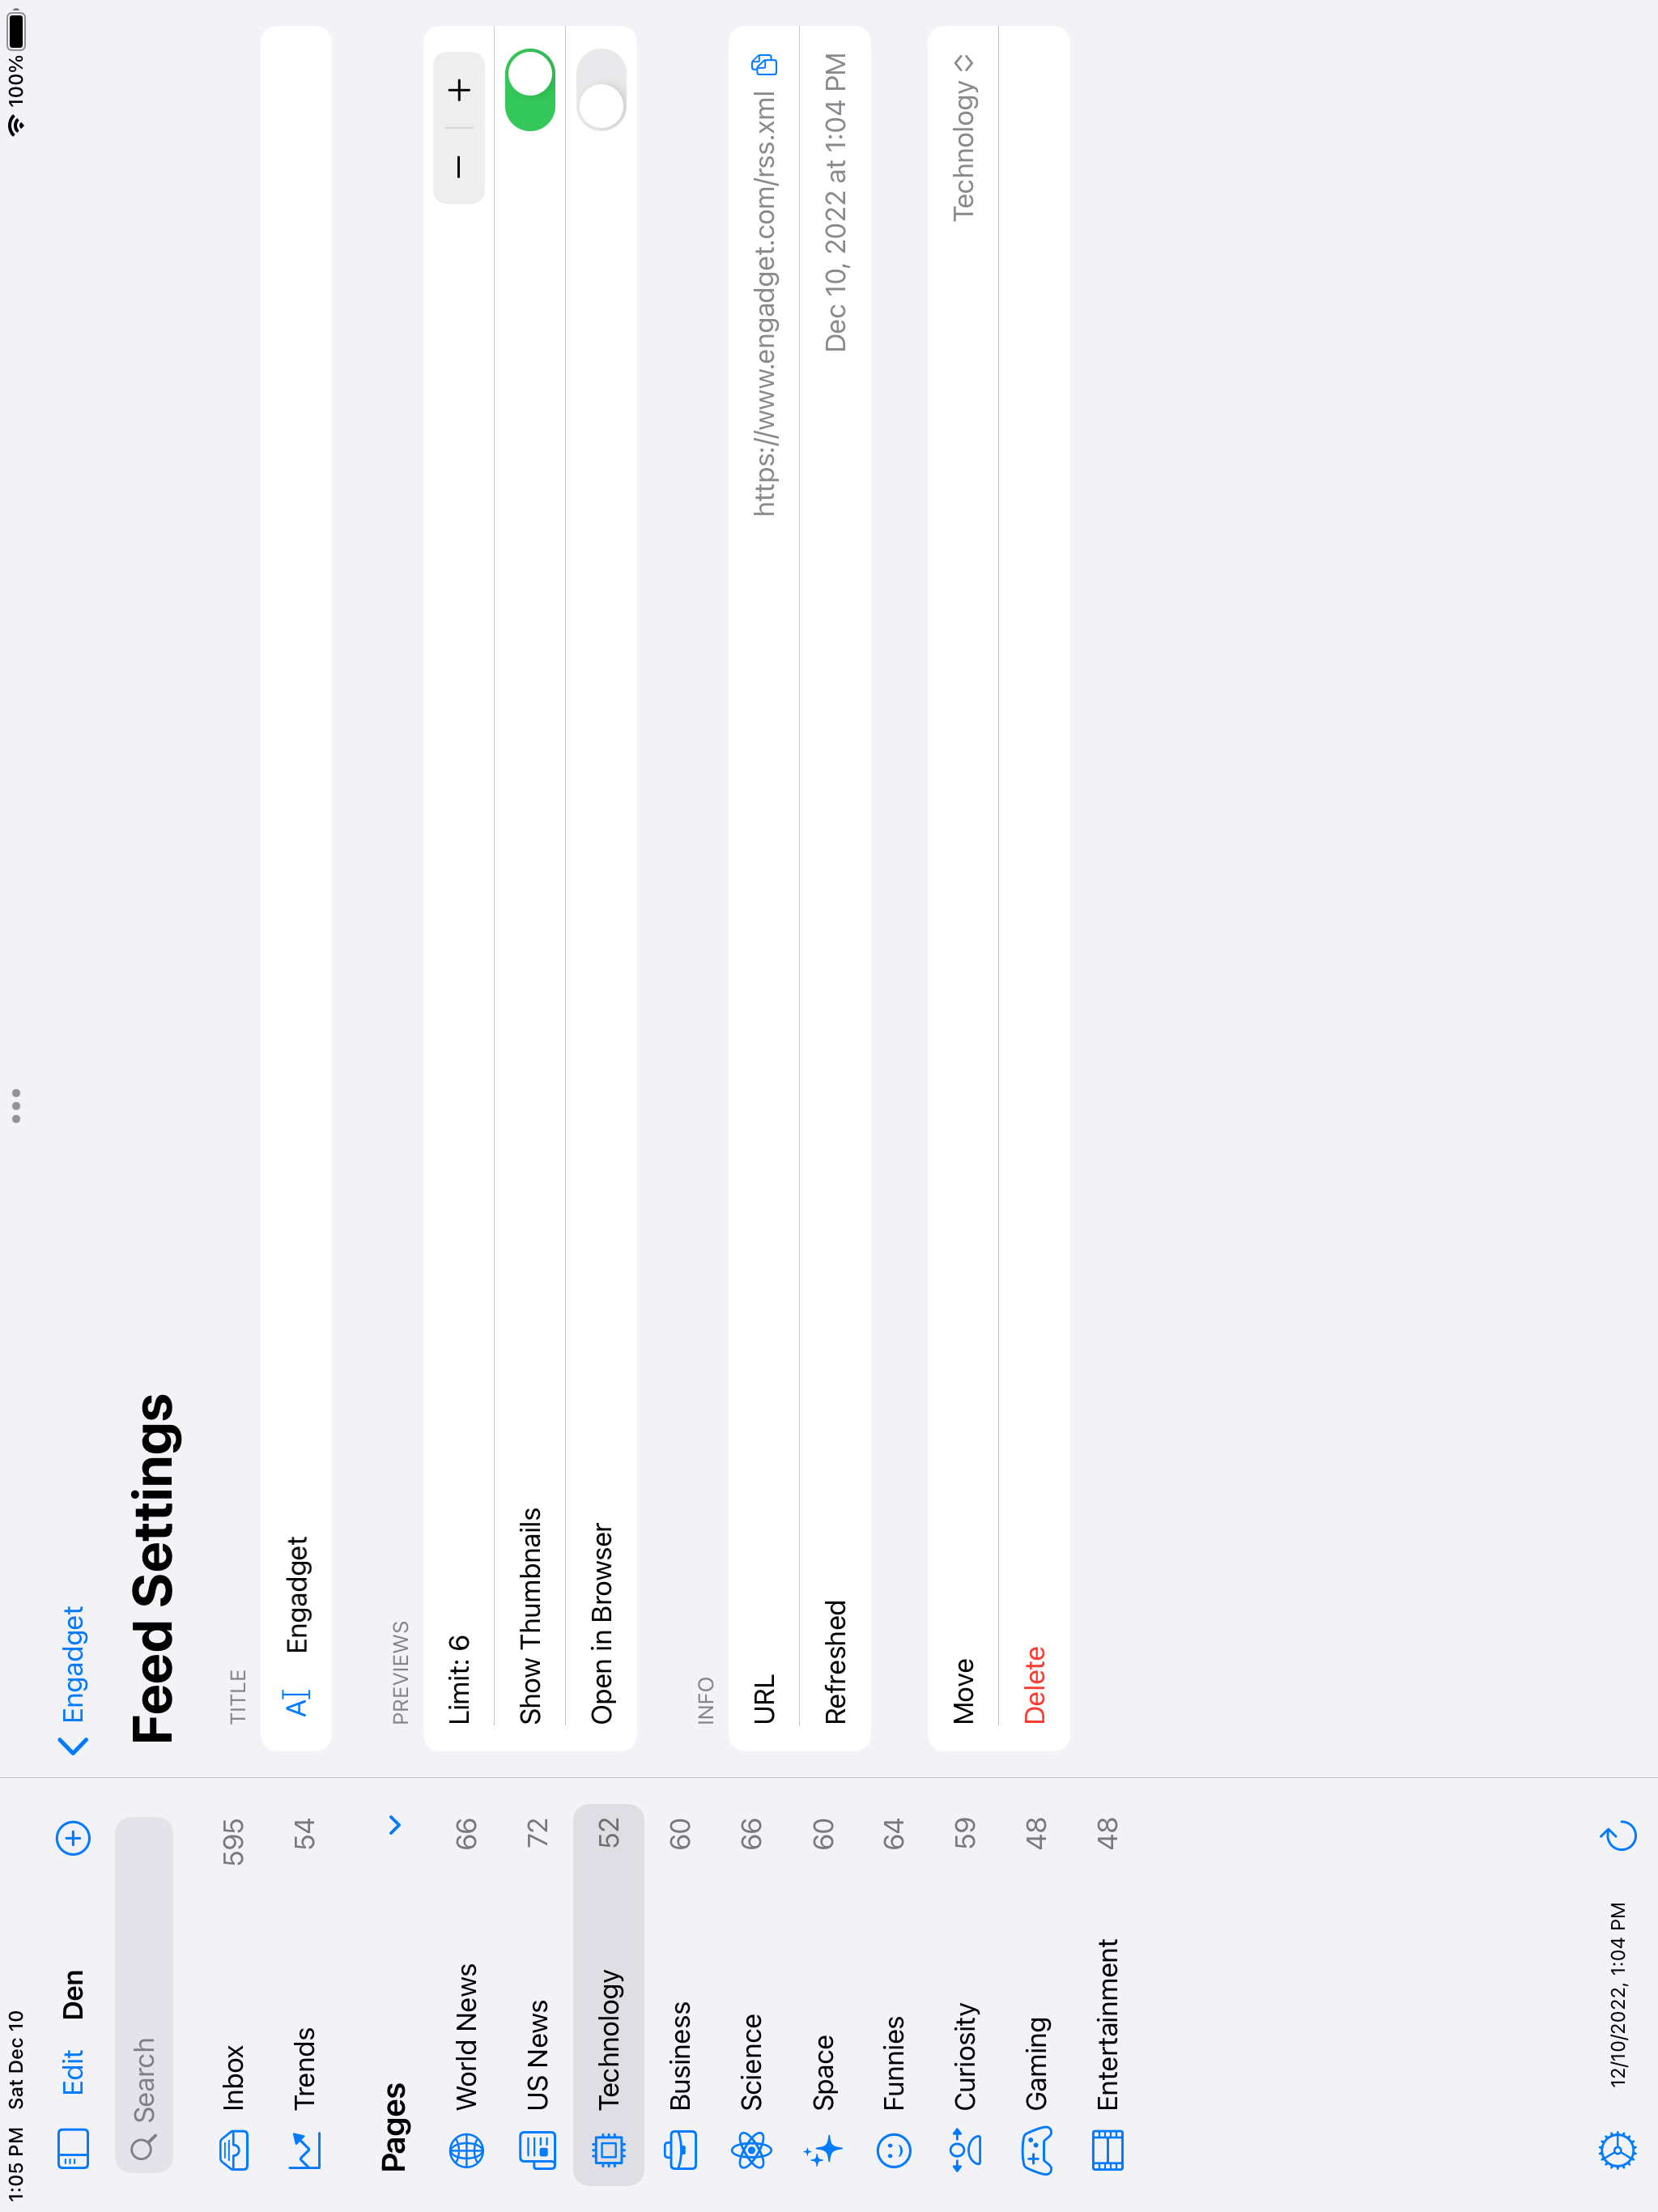 1:05 PM Sat Dec 10
100%
Edit Den
Search
Inbox 595
Trends 54
Pages
World News 66
US News 72
Technology 52
Business 60
Science 66
Space 60
Funnies 64
Curiosity 59
Gaming 48
Entertainment 48
12/10/2022, 1:04 PM
Engadget
Feed Settings
TITLE
Engadget
PREVIEWS
Limit: 6
Show Thumbnails
Open in Browser
INFO
URL https://www.engadget.com/rss.xml
Refreshed Dec 10, 2022 at 1:04 PM
Move Technology
Delete